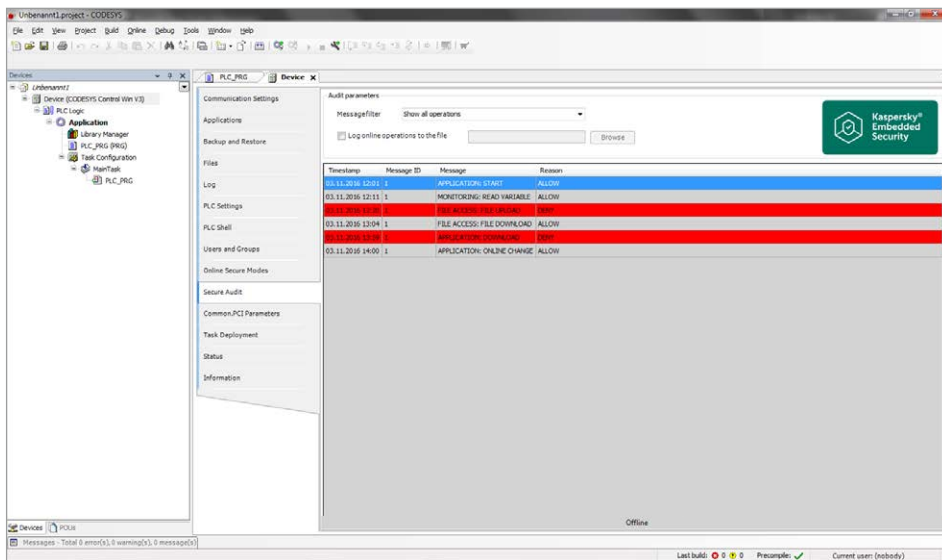 Unbenannt1.project - CODESYS
File Edit View Project Build Online Debug Tools Window Help
Devices
Unbenannt1
Device (CODESYS Control Win V3)
PLC Logic
Application
Library Manager
PLC_PRG (PRG)
Task Configuration
MainTask
PLC_PRG
Devices POUs
PLC_PRG Device
Communication Settings
Applications
Backup and Restore
Files
Log
PLC Settings
PLC Shell
Users and Groups
Online Secure Modes
Secure Audit
Common.PCI Parameters
Task Deployment
Status
Information
Audit parameters
Messagefilter Show all operations
Log online operations to the file Browse
Kaspersky®
Embedded
Security
Timestamp Message ID Message Reason
03.11.2016 12:01 1 APPLICATION: START ALLOW
03.11.2016 12:11 1 MONITORING: READ VARIABLE ALLOW
FILE ACCESS: FILE UPLOAD DENY
03.11.2016 13:04 1 FILE ACCESS: FILE DOWNLOAD ALLOW
APPLICATION: DOWNLOAD DENY
03.11.2016 14:00 1 APPLICATION: ONLINE CHANGE ALLOW
Offline
Messages - Total 0 error(s), 0 warning(s), 0 message(s)
Last build: 0 0 Precompile: Current user: (nobody)